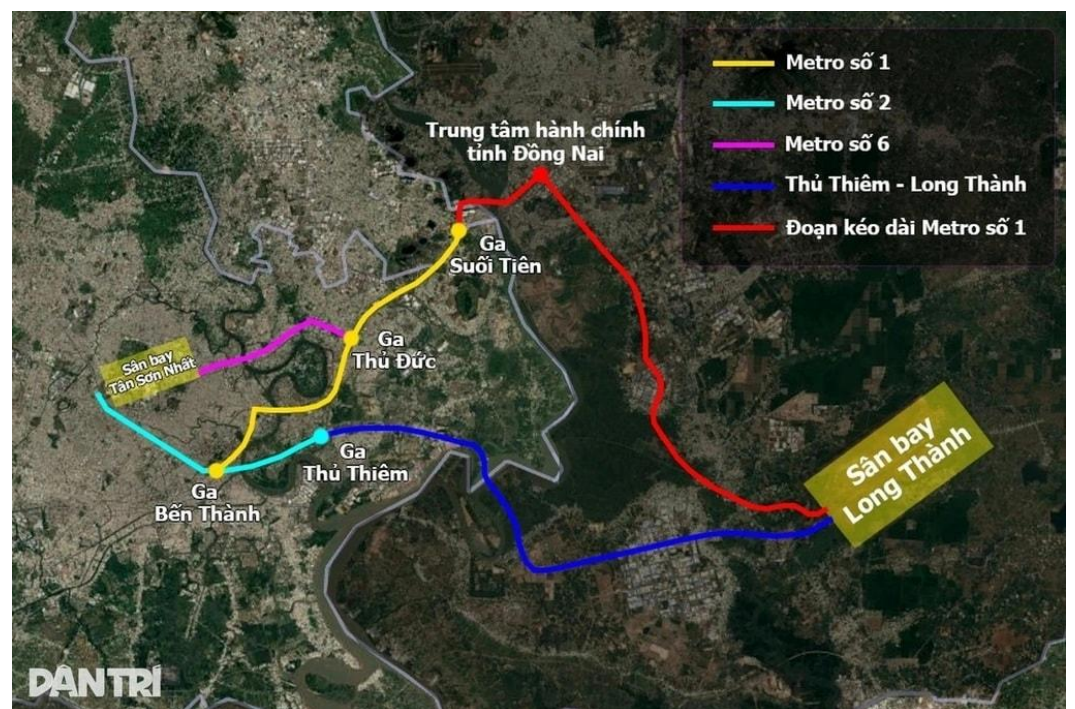 Metro số 1
Metro số 2
Metro số 6
Thủ Thiêm - Long Thành
Đoạn kéo dài Metro số 1
Trung tâm hành chính
tỉnh Đồng Nai
Ga
Suối Tiên
Ga
Thủ Đức
Sân bay
Tân Sơn Nhất
Ga
Thủ Thiêm
Ga
Bến Thành
Sân bay
Long Thành
DÂN TRÍ